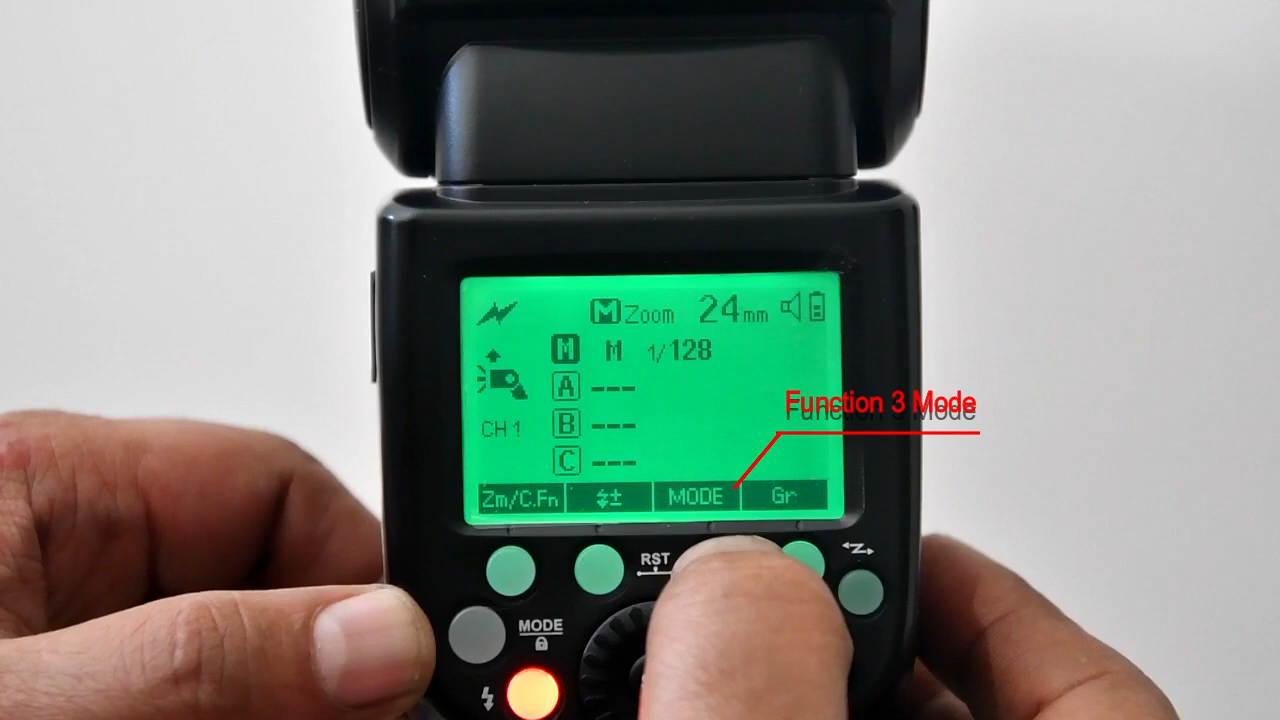 M Zoom 24mm
M M 1/128
A ---
Function 3 Mode
B ---
CH 1
C ---
Zm/C.Fn ± MODE Gr
RST
MODE